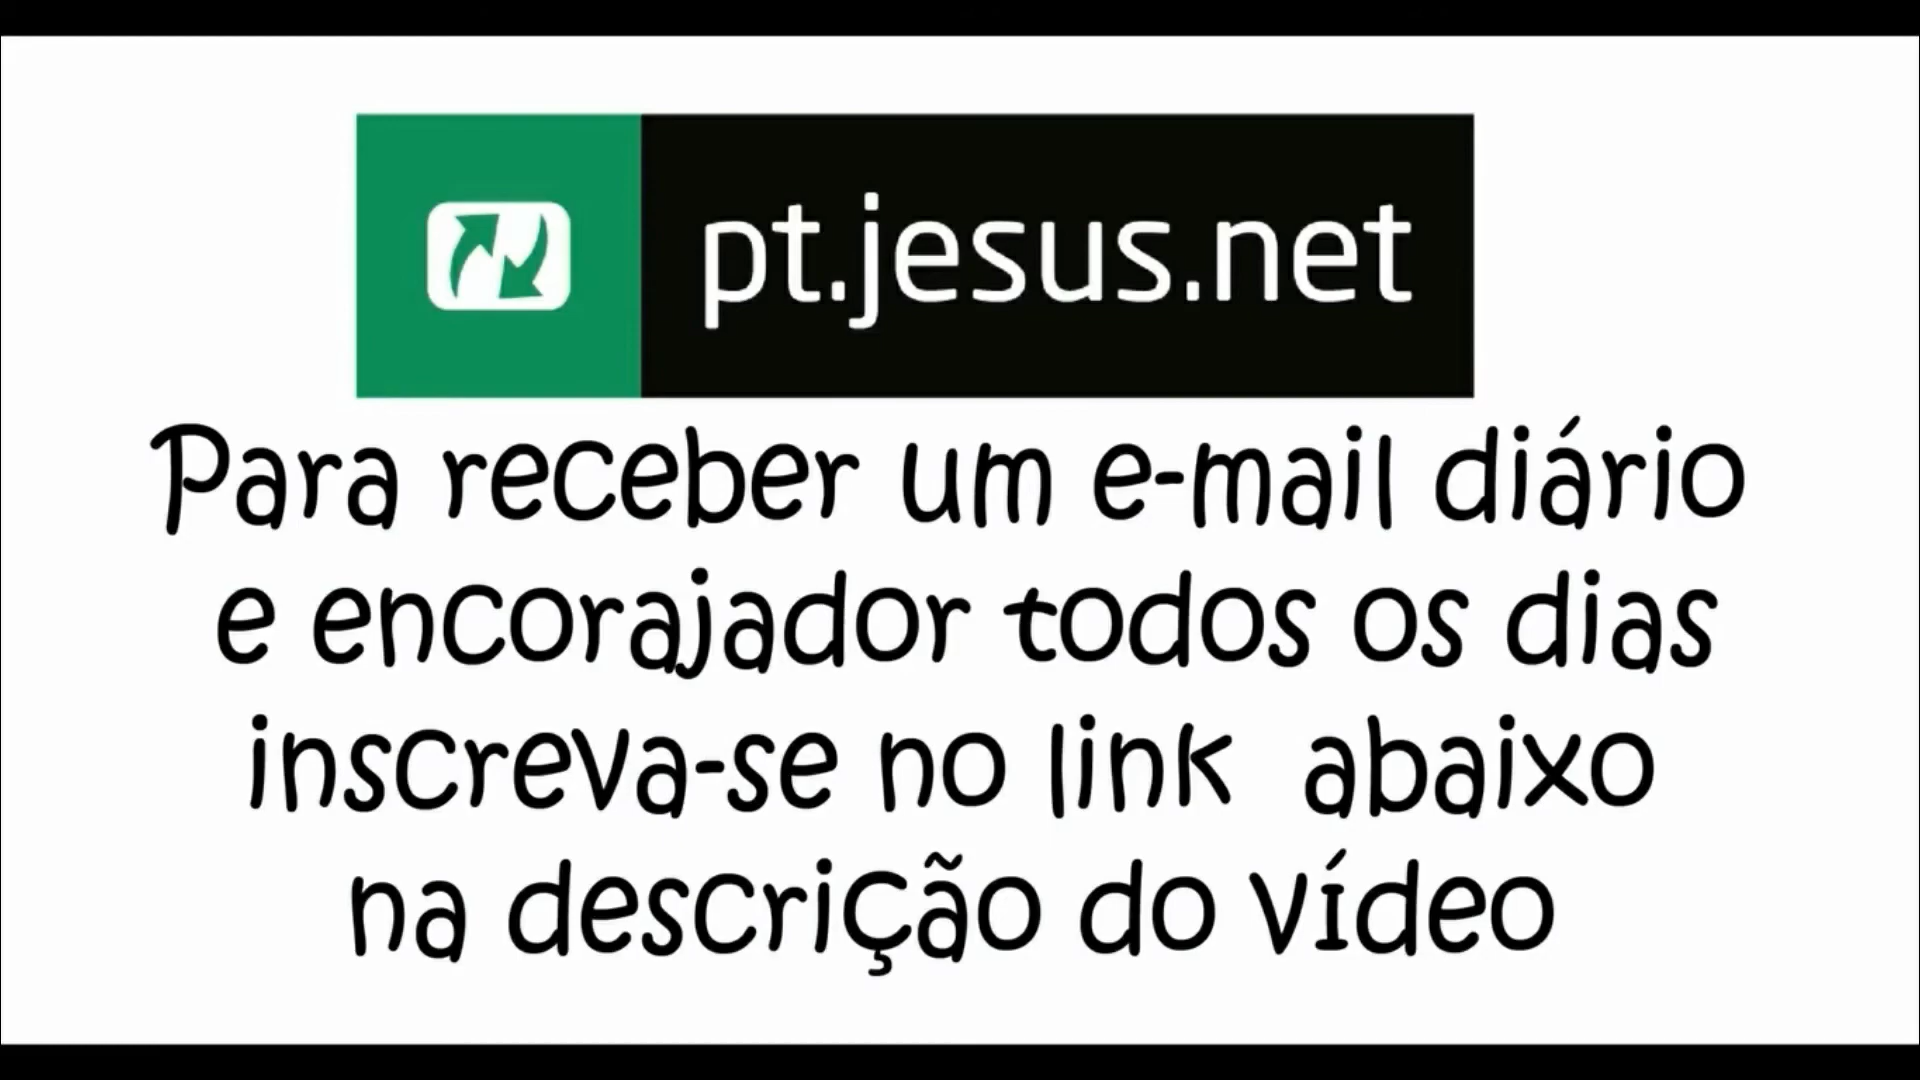 pt.jesus.net
Para receber um e-mail diário
e encorajador todos os dias
inscreva-se no link abaixo
na descrição do vídeo